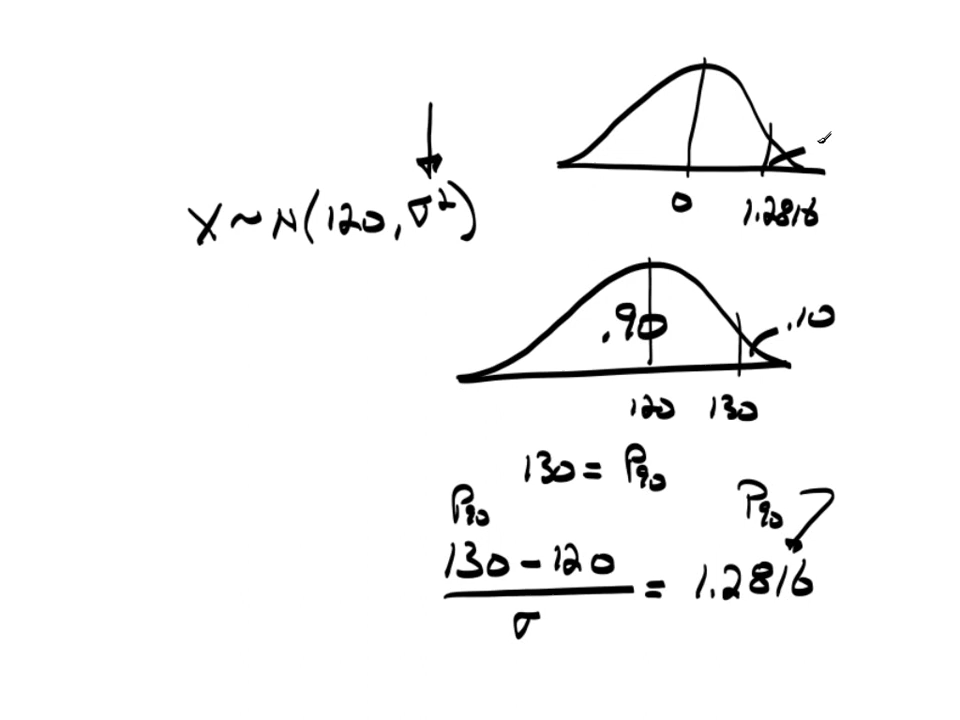 X ~ N(120, σ²)
0 1.2816
.90 .10
120 130
130 = P₉₀
P₉₀ P₉₀
130 - 120
σ
= 1.2816